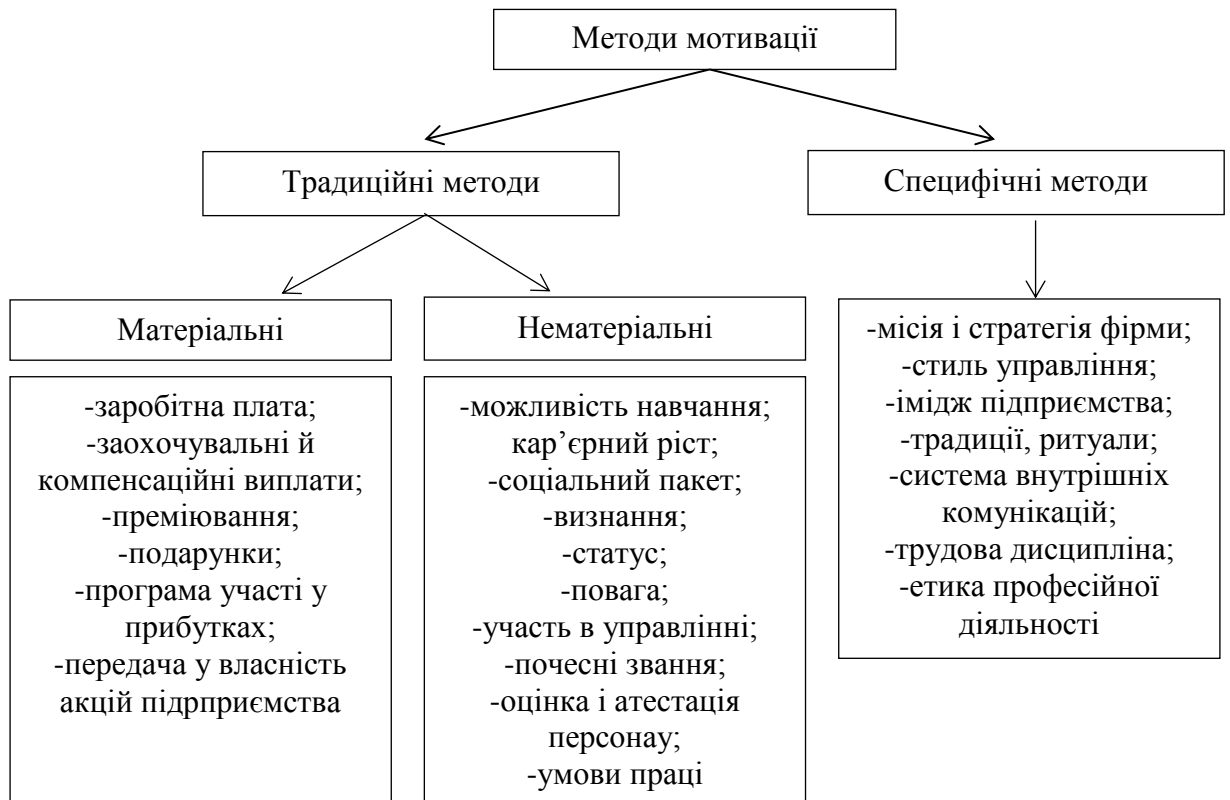 Методи мотивації
Традиційні методи
Специфічні методи
Матеріальні
Нематеріальні
-заробітна плата;
-заохочувальні й
компенсаційні виплати;
-преміювання;
-подарунки;
-програма участі у
прибутках;
-передача у власність
акцій підрприємства
-можливість навчання;
кар’єрний ріст;
-соціальний пакет;
-визнання;
-статус;
-повага;
-участь в управлінні;
-почесні звання;
-оцінка і атестація
персонау;
-умови праці
-місія і стратегія фірми;
-стиль управління;
-імідж підприємства;
-традиції, ритуали;
-система внутрішніх
комунікацій;
-трудова дисципліна;
-етика професійної
діяльності